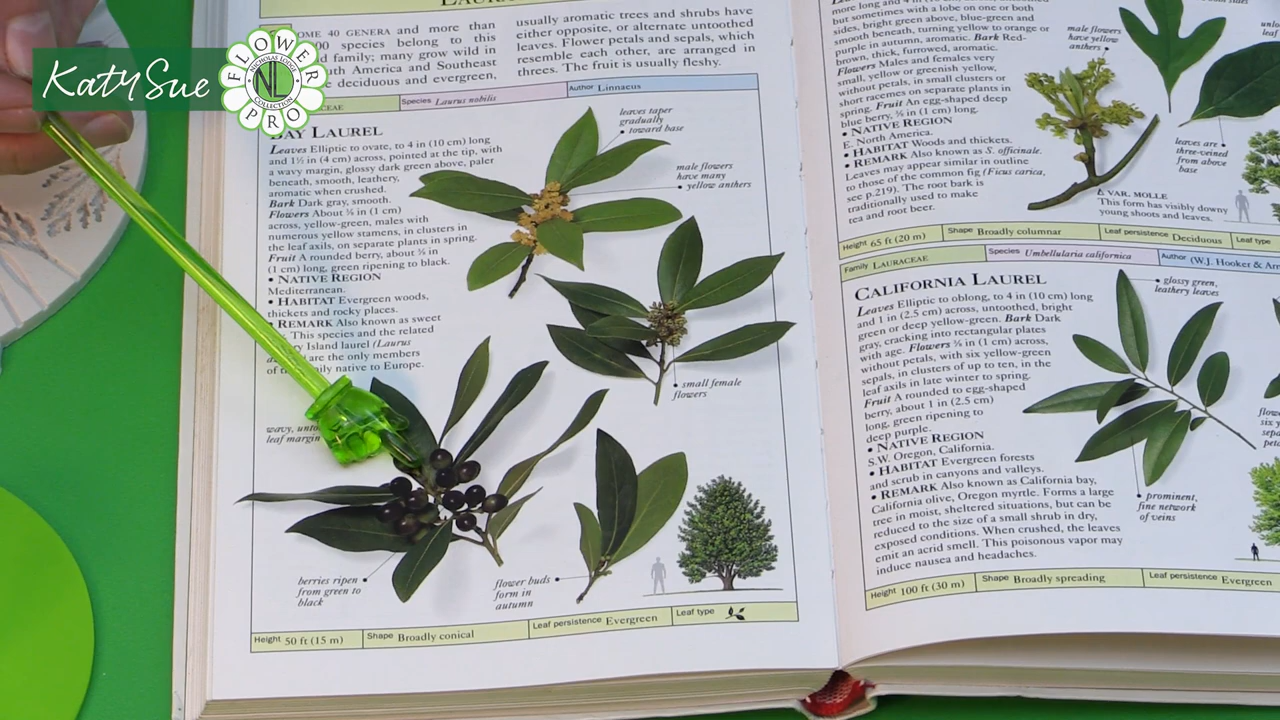 Katy Sue
FLOWER PRO
NICHOLAS LODGE
NL
COLLECTION
OME 40 GENERA and more than
species belong to this
family; many grow wild in
th America and Southeast
deciduous and evergreen,
usually aromatic trees and shrubs have
either opposite, or alternate untoothed
leaves. Flower petals and sepals, which
resemble each other, are arranged in
threes. The fruit is usually fleshy.
CEAE
Species Laurus nobilis
Author Linnaeus
BAY LAUREL
Leaves Elliptic to ovate, to 4 in (10 cm) long
and 1½ in (4 cm) across, pointed at the tip, with
a wavy margin, glossy dark green above, paler
beneath, smooth, leathery,
aromatic when crushed.
Bark Dark gray, smooth.
Flowers About ⅜ in (1 cm)
across, yellow-green, males with
numerous yellow stamens, in clusters in
the leaf axils, on separate plants in spring.
Fruit A rounded berry, about ½ in
(1 cm) long, green ripening to black.
• NATIVE REGION
Mediterranean.
• HABITAT Evergreen woods,
thickets and rocky places.
• REMARK Also known as sweet
This species and the related
ry Island laurel (Laurus
are the only members
of the family native to Europe.
leaves taper
gradually
toward base
male flowers
have many
yellow anthers
small female
flowers
wavy,
leaf margin
berries ripen
from green to
black
flower buds
form in
autumn
Height 50 ft (15 m)
Shape Broadly conical
Leaf persistence Evergreen
Leaf type
more long and 4 in
but sometimes with a lobe on one or both
sides, bright green above, blue-green and
smooth beneath, turning yellow to orange or
purple in autumn, aromatic. Bark Red-
brown, thick, furrowed, aromatic.
Flowers Males and females very
small, yellow or greenish yellow,
without petals, in small clusters or
short racemes on separate plants in
spring. Fruit An egg-shaped deep
blue berry, ⅜ in (1 cm) long.
• NATIVE REGION
E. North America.
• HABITAT Woods and thickets.
• REMARK Also known as S. officinale.
Leaves may appear similar in outline
to those of the common fig (Ficus carica,
see p.219). The root bark is
traditionally used to make
tea and root beer.
male flowers
have yellow
anthers
leaves are
three-veined
from above
base
△ VAR. MOLLE
This form has visibly downy
young shoots and leaves.
Height 65 ft (20 m)
Shape Broadly columnar
Leaf persistence Deciduous
Leaf type
Family LAURACEAE
Species Umbellularia californica
Author (W.J. Hooker & Arn
CALIFORNIA LAUREL
Leaves Elliptic to oblong, to 4 in (10 cm) long
and 1 in (2.5 cm) across, untoothed, bright
green or deep yellow-green. Bark Dark
gray, cracking into rectangular plates
with age. Flowers ⅜ in (1 cm) across,
without petals, with six yellow-green
sepals, in clusters of up to ten, in the
leaf axils in late winter to spring.
Fruit A rounded to egg-shaped
berry, about 1 in (2.5 cm)
long, green ripening to
deep purple.
• NATIVE REGION
S.W. Oregon, California.
• HABITAT Evergreen forests
and scrub in canyons and valleys.
• REMARK Also known as California bay,
California olive, Oregon myrtle. Forms a large
tree in moist, sheltered situations, but can be
reduced to the size of a small shrub in dry,
exposed conditions. When crushed, the leaves
emit an acid smell. This poisonous vapor may
induce nausea and headaches.
glossy green,
leathery leaves
prominent,
fine network
of veins
Height 100 ft (30 m)
Shape Broadly spreading
Leaf persistence Evergreen